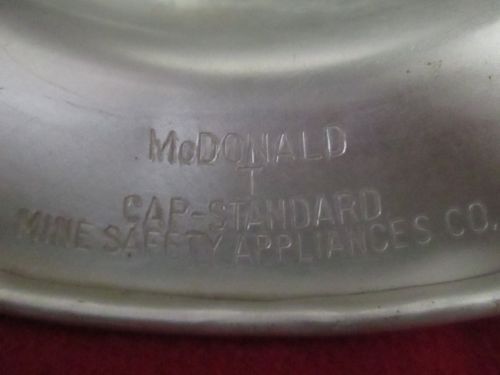 McDONALD
T
CAP-STANDARD
MINE SAFETY APPLIANCES CO.